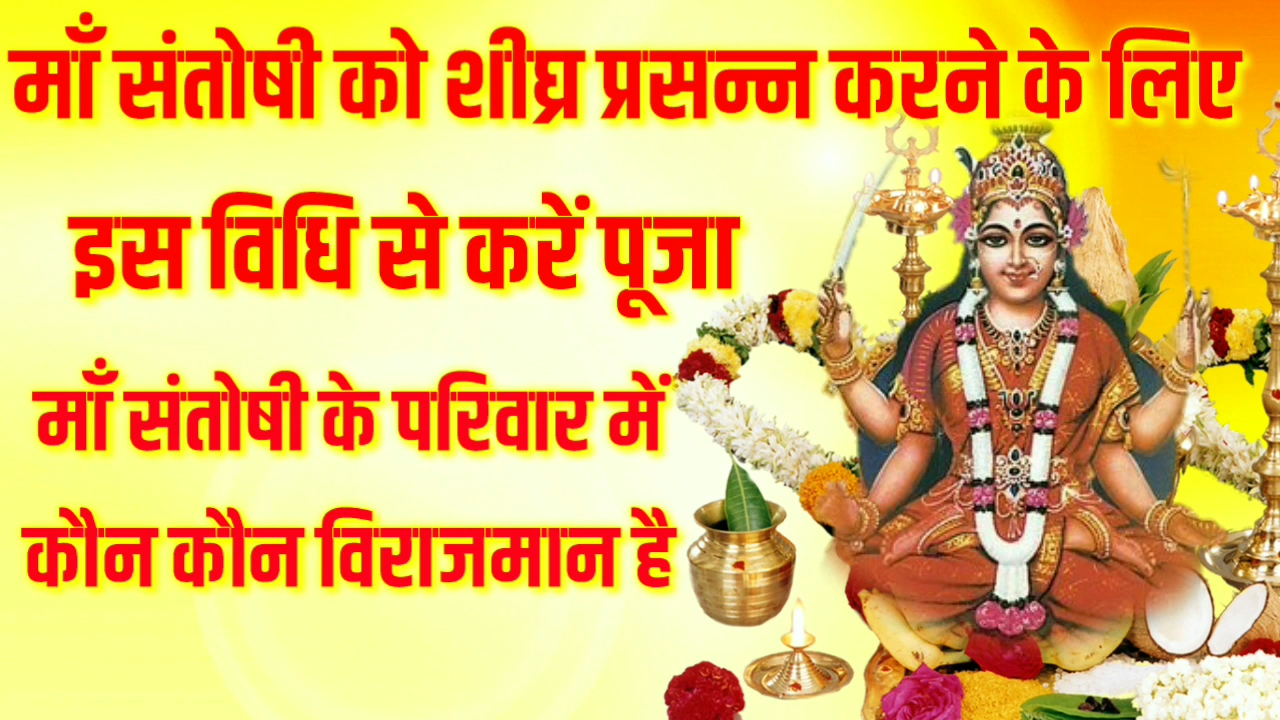 माँ संतोषी को शीघ्र प्रसन्न करने के लिए
इस विधि से करें पूजा
माँ संतोषी के परिवार में
कौन कौन विराजमान है